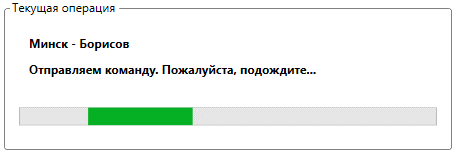 Текущая операция
Минск - Борисов
Отправляем команду. Пожалуйста, подождите...